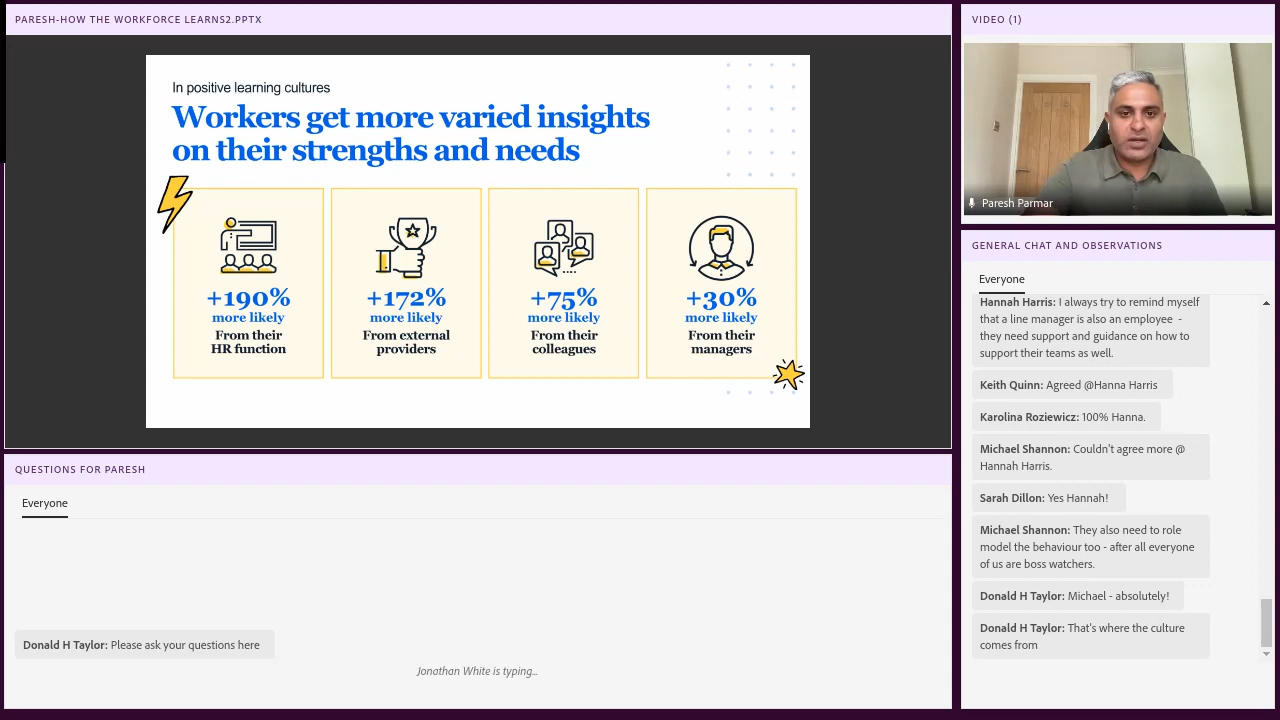 PARESH-HOW THE WORKFORCE LEARNS2.PPTX
In positive learning cultures
Workers get more varied insights
on their strengths and needs
+190%
more likely
From their
HR function
+172%
more likely
From external
providers
+75%
more likely
From their
colleagues
+30%
more likely
From their
managers
QUESTIONS FOR PARESH
Everyone
Donald H Taylor: Please ask your questions here
Jonathan White is typing...
VIDEO (1)
Paresh Parmar
GENERAL CHAT AND OBSERVATIONS
Everyone
Hannah Harris: I always try to remind myself
that a line manager is also an employee -
they need support and guidance on how to
support their teams as well.
Keith Quinn: Agreed @Hanna Harris
Karolina Roziewicz: 100% Hanna.
Michael Shannon: Couldn't agree more @
Hannah Harris.
Sarah Dillon: Yes Hannah!
Michael Shannon: They also need to role
model the behaviour too - after all everyone
of us are boss watchers.
Donald H Taylor: Michael - absolutely!
Donald H Taylor: That's where the culture
comes from